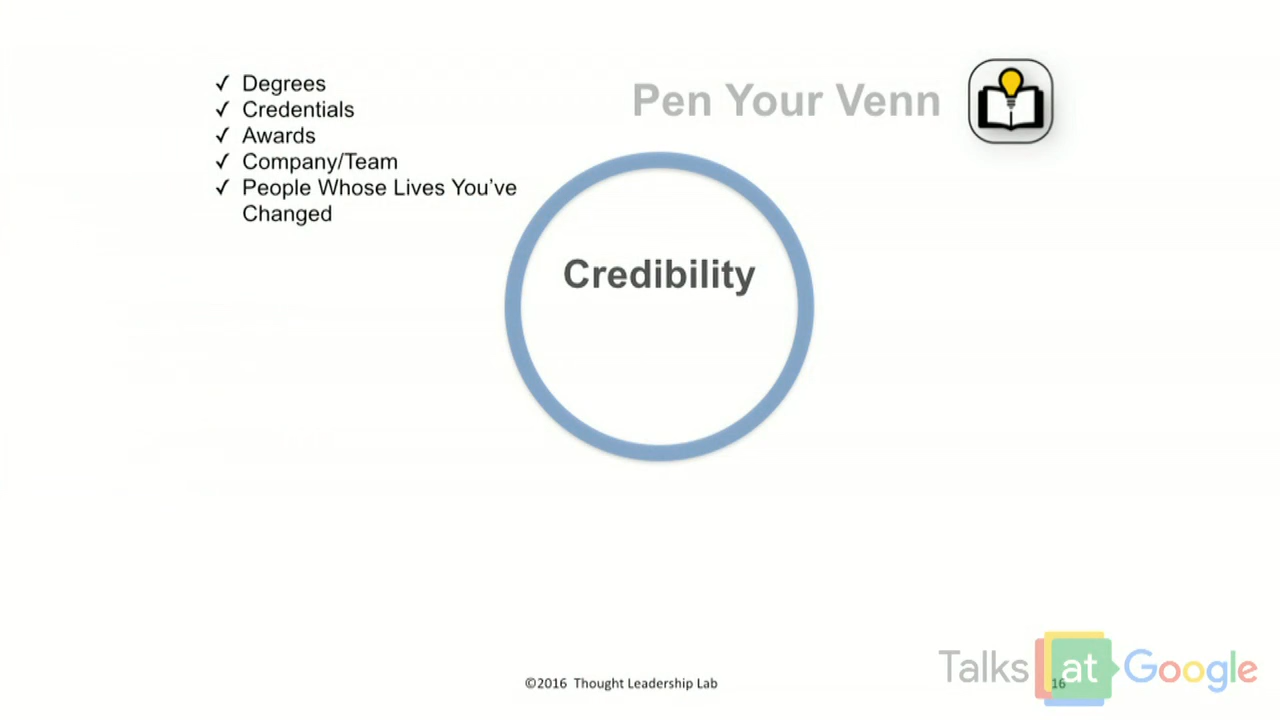 ✓ Degrees
✓ Credentials
✓ Awards
✓ Company/Team
✓ People Whose Lives You've
Changed
Pen Your Venn
Credibility
©2016 Thought Leadership Lab
Talks at Google
16